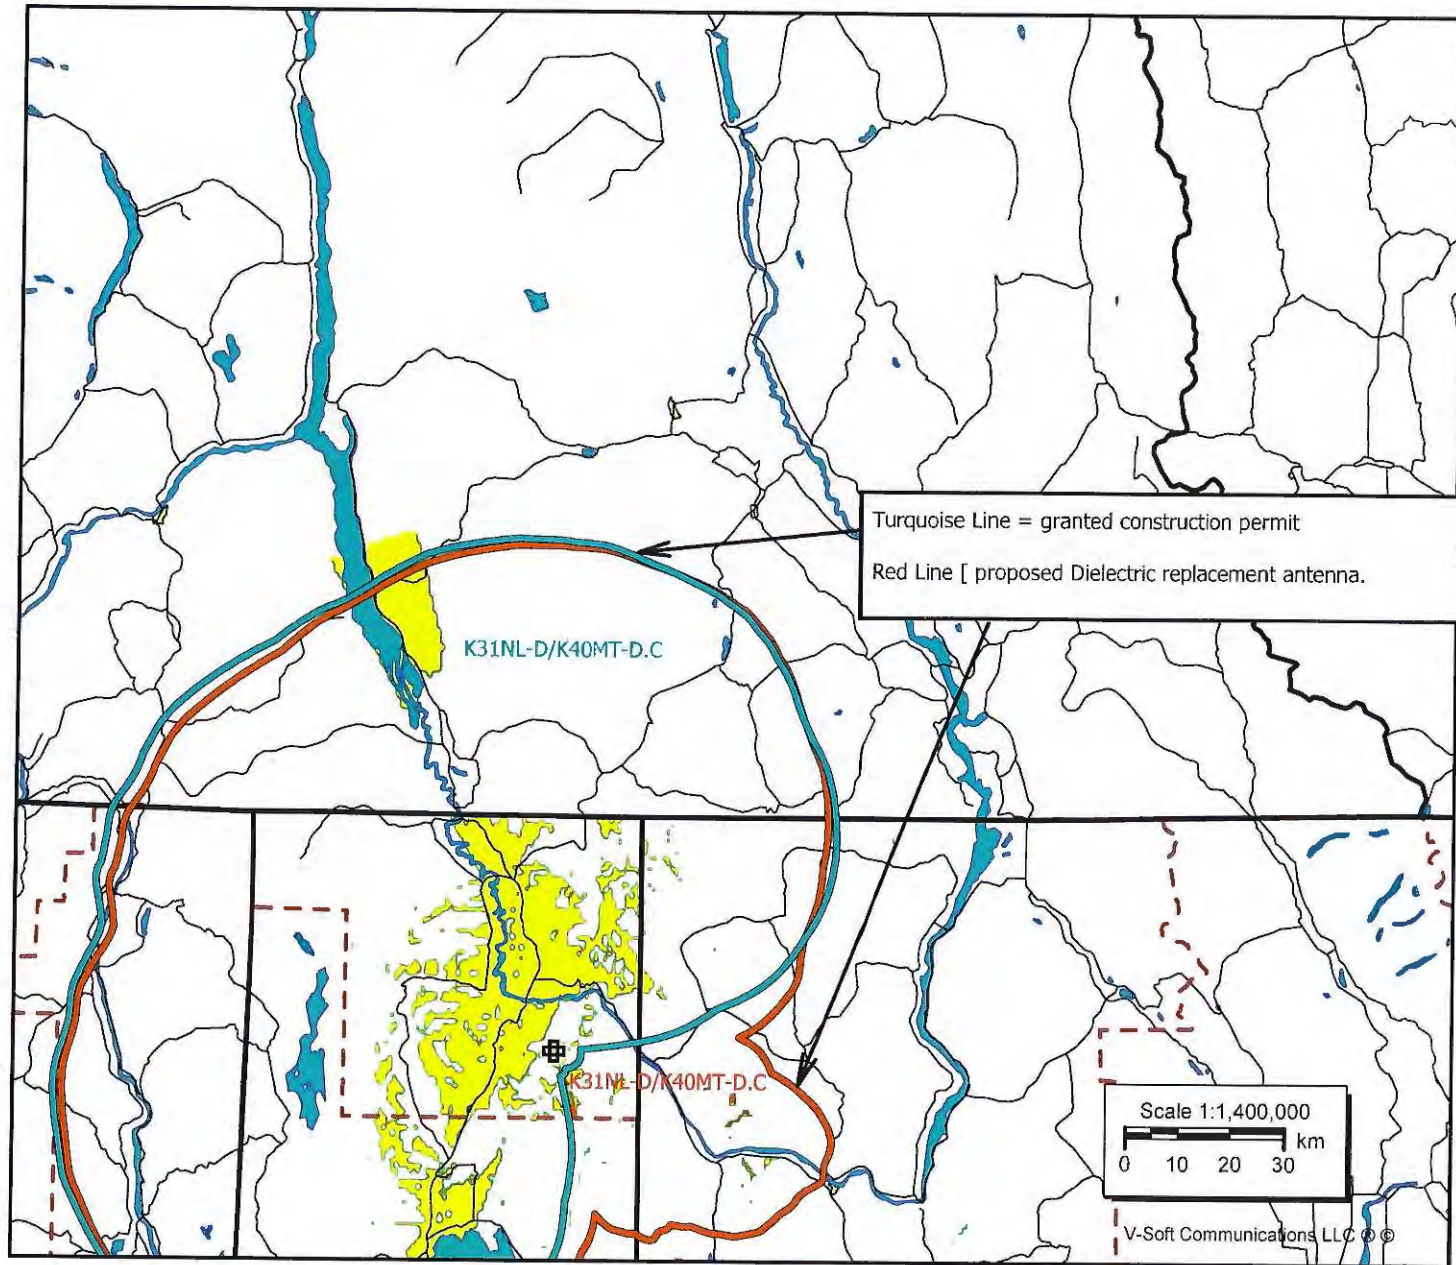 Turquoise Line = granted construction permit
Red Line [ proposed Dielectric replacement antenna.
K31NL-D/K40MT-D.C
K31NL-D/K40MT-D.C
Scale 1:1,400,000
km
0 10 20 30
V-Soft Communications LLC ® ©